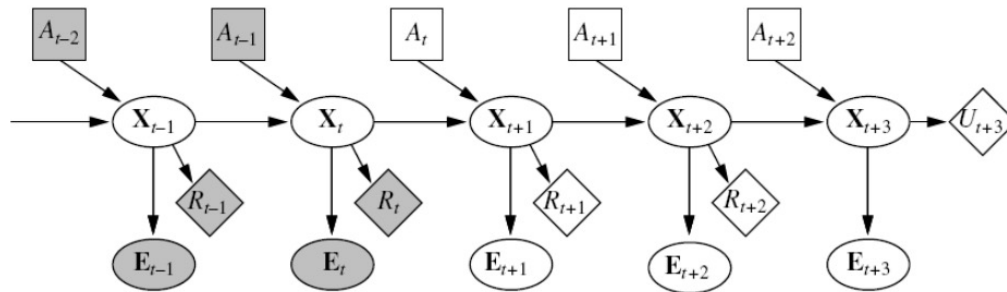 A_{t–2} A_{t–1} A_t A_{t+1} A_{t+2}
X_{t–1} X_t X_{t+1} X_{t+2} X_{t+3} U_{t+3}
R_{t–1} R_t R_{t+1} R_{t+2}
E_{t–1} E_t E_{t+1} E_{t+2} E_{t+3}